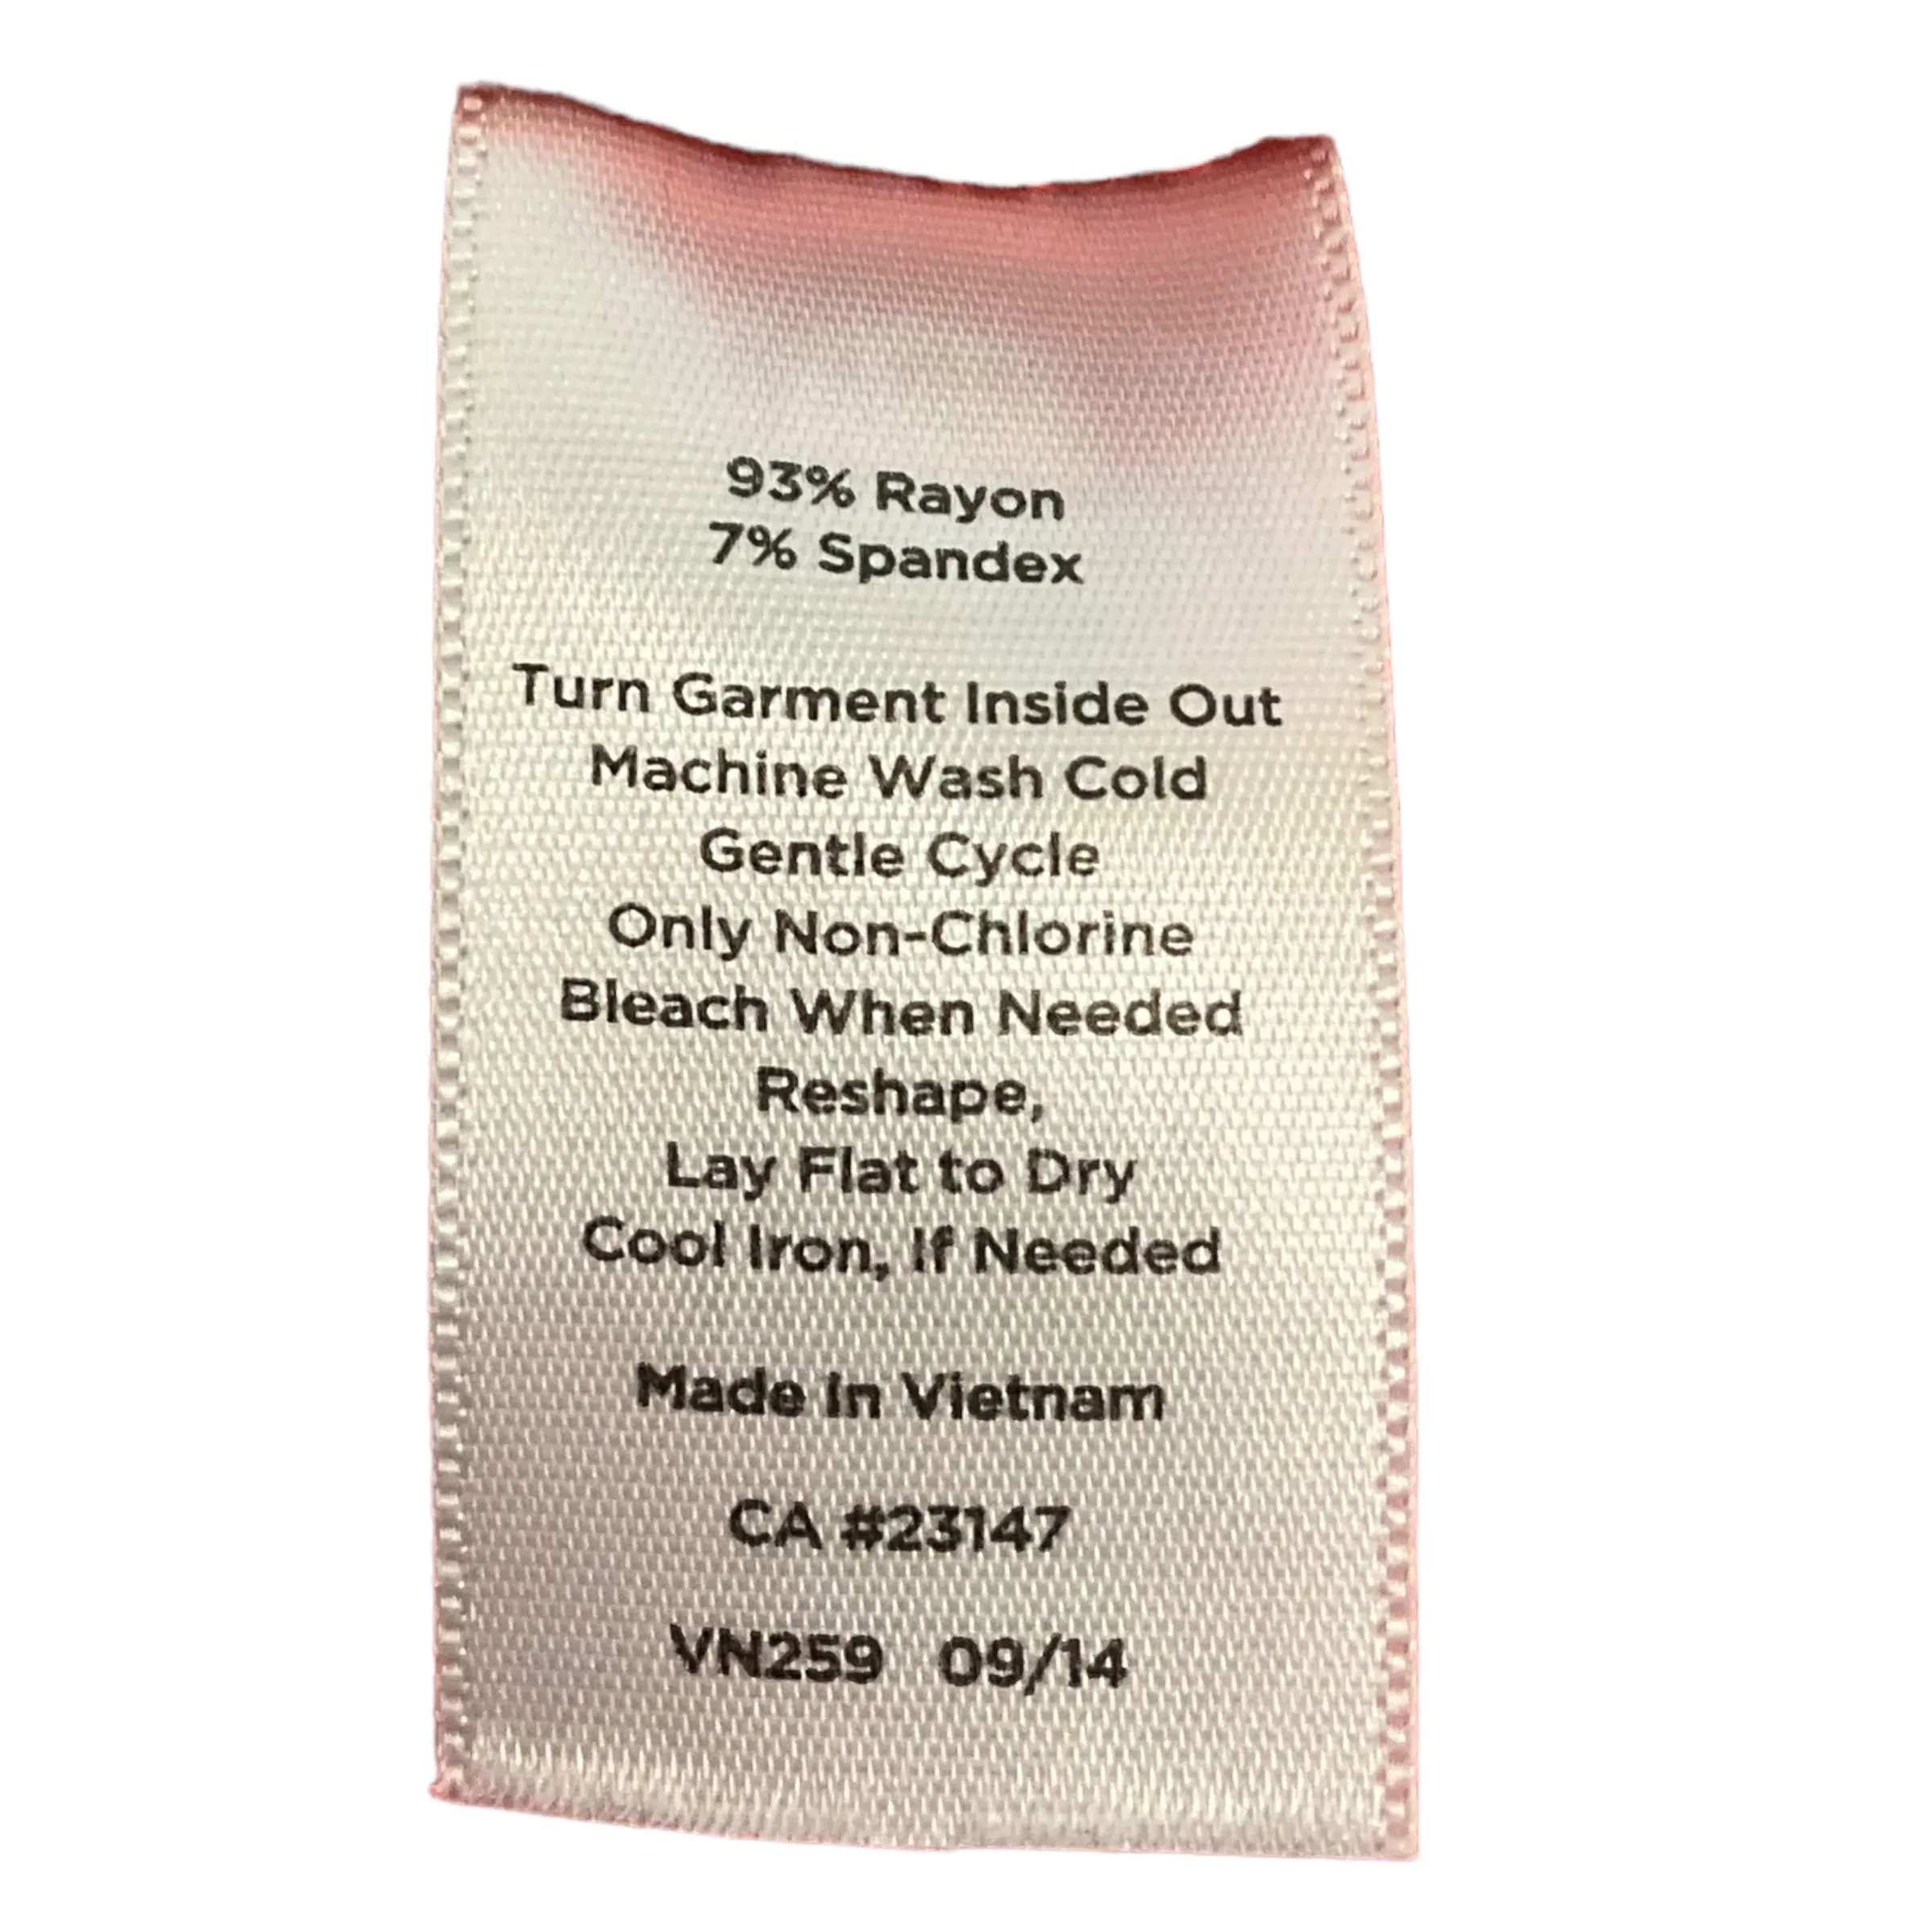 93% Rayon
7% Spandex
Turn Garment Inside Out
Machine Wash Cold
Gentle Cycle
Only Non-Chlorine
Bleach When Needed
Reshape,
Lay Flat to Dry
Cool Iron, If Needed
Made in Vietnam
CA #23147
VN259 09/14